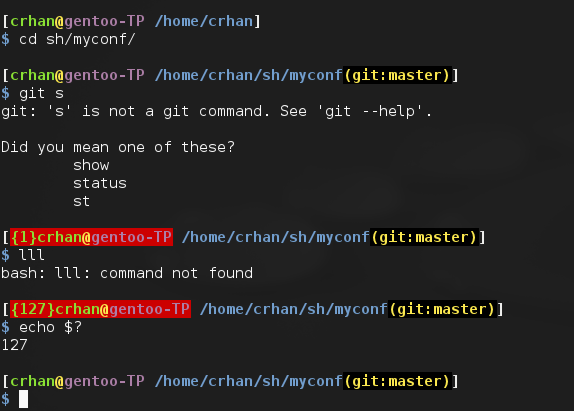 [crhan@gentoo-TP /home/crhan]
$ cd sh/myconf/
[crhan@gentoo-TP /home/crhan/sh/myconf(git:master)]
$ git s
git: 's' is not a git command. See 'git --help'.
Did you mean one of these?
show
status
st
[{1}crhan@gentoo-TP /home/crhan/sh/myconf(git:master)]
$ lll
bash: lll: command not found
[{127}crhan@gentoo-TP /home/crhan/sh/myconf(git:master)]
$ echo $?
127
[crhan@gentoo-TP /home/crhan/sh/myconf(git:master)]
$